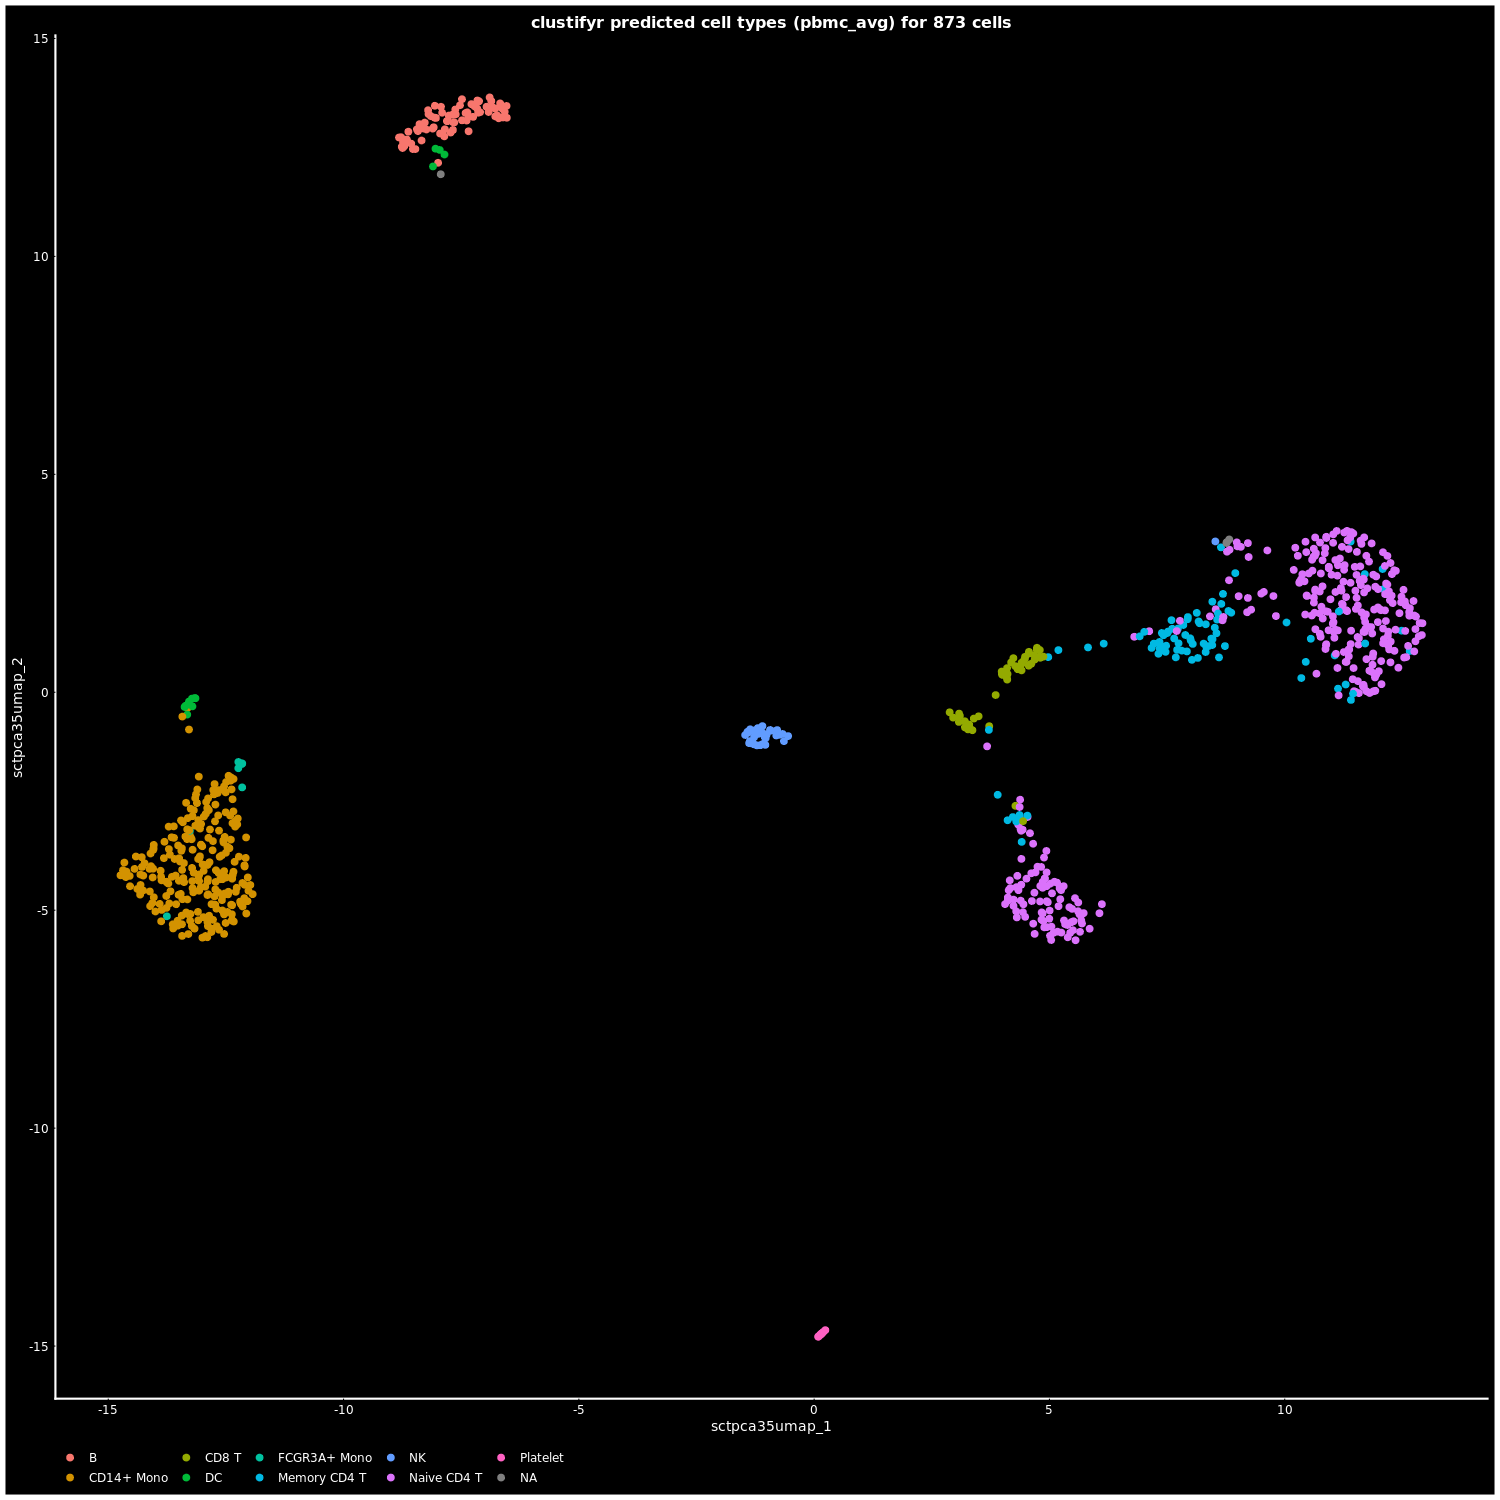 clustifyr predicted cell types (pbmc_avg) for 873 cells
15
10
5
0
-5
-10
-15
sctpca35umap_2
-15 -10 -5 0 5 10
sctpca35umap_1
B CD8 T FCGR3A+ Mono NK Platelet
CD14+ Mono DC Memory CD4 T Naive CD4 T NA